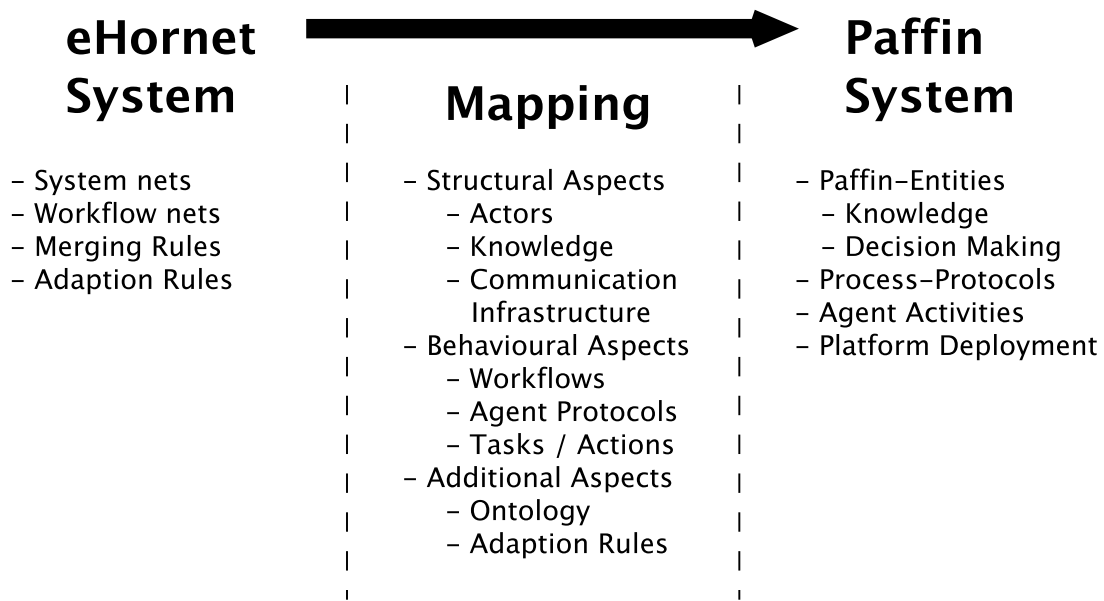 eHornet
System
– System nets
– Workflow nets
– Merging Rules
– Adaption Rules
Mapping
– Structural Aspects
– Actors
– Knowledge
– Communication
Infrastructure
– Behavioural Aspects
– Workflows
– Agent Protocols
– Tasks / Actions
– Additional Aspects
– Ontology
– Adaption Rules
Paffin
System
– Paffin–Entities
– Knowledge
– Decision Making
– Process–Protocols
– Agent Activities
– Platform Deployment